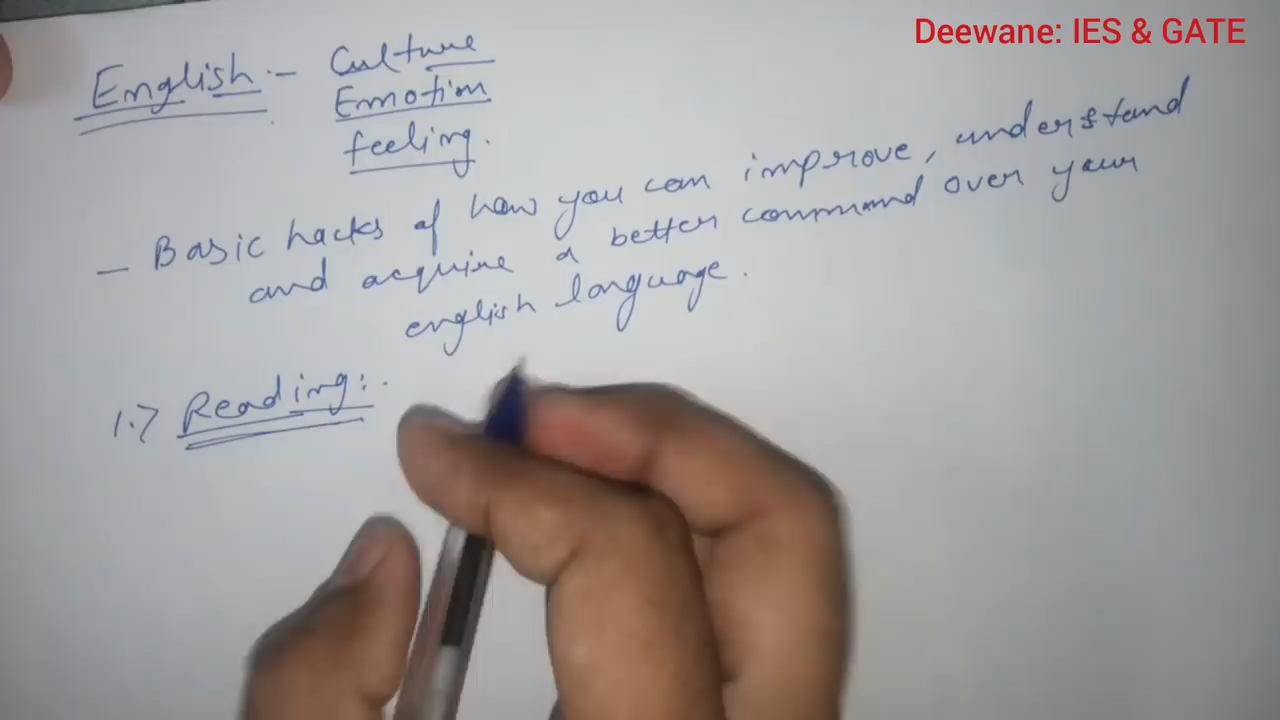 Deewane: IES & GATE
English :- Culture
Emotion
feeling.
- Basic hacks of how you can improve, understand
and acquire a better command over your
english language.
1.) Reading :.